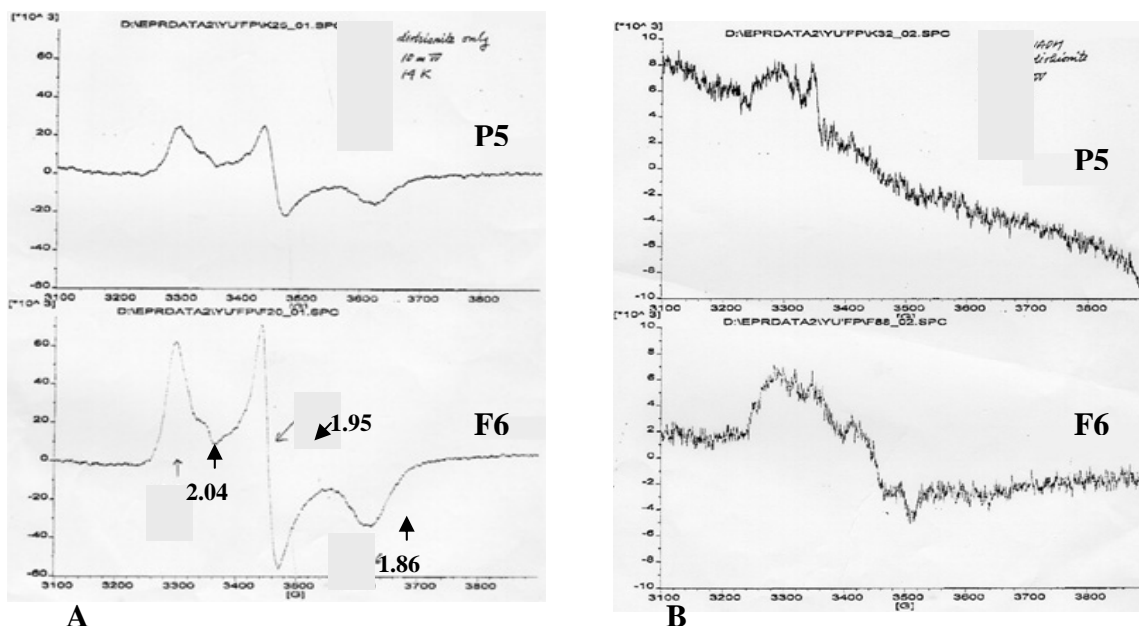 [*10^ 3]
D:\EPRDATA2\YU'FP\K25_01.SPC
dithionite only
10 mW
14 K
60
40
20
0
-20
-40
-60
P5
3100 3200 3300 3400 3500 3600 3700 3800
[G]
[*10^ 3]
D:\EPRDATA2\YU'FP\F20_01.SPC
60
40
20
0
-20
-40
-60
F6
1.95
2.04
1.86
3100 3200 3300 3400 3500 3600 3700 3800
[G]
A
[*10^ 3]
D:\EPRDATA2\YU'FP\K32_02.SPC
dithionite
10
8
6
4
2
0
-2
-4
-6
-8
-10
P5
3100 3200 3300 3400 3500 3600 3700 3800
[G]
[*10^ 3]
D:\EPRDATA2\YU'FP\F88_02.SPC
10
8
6
4
2
0
-2
-4
-6
-8
-10
F6
3100 3200 3300 3400 3500 3600 3700 3800
[G]
B